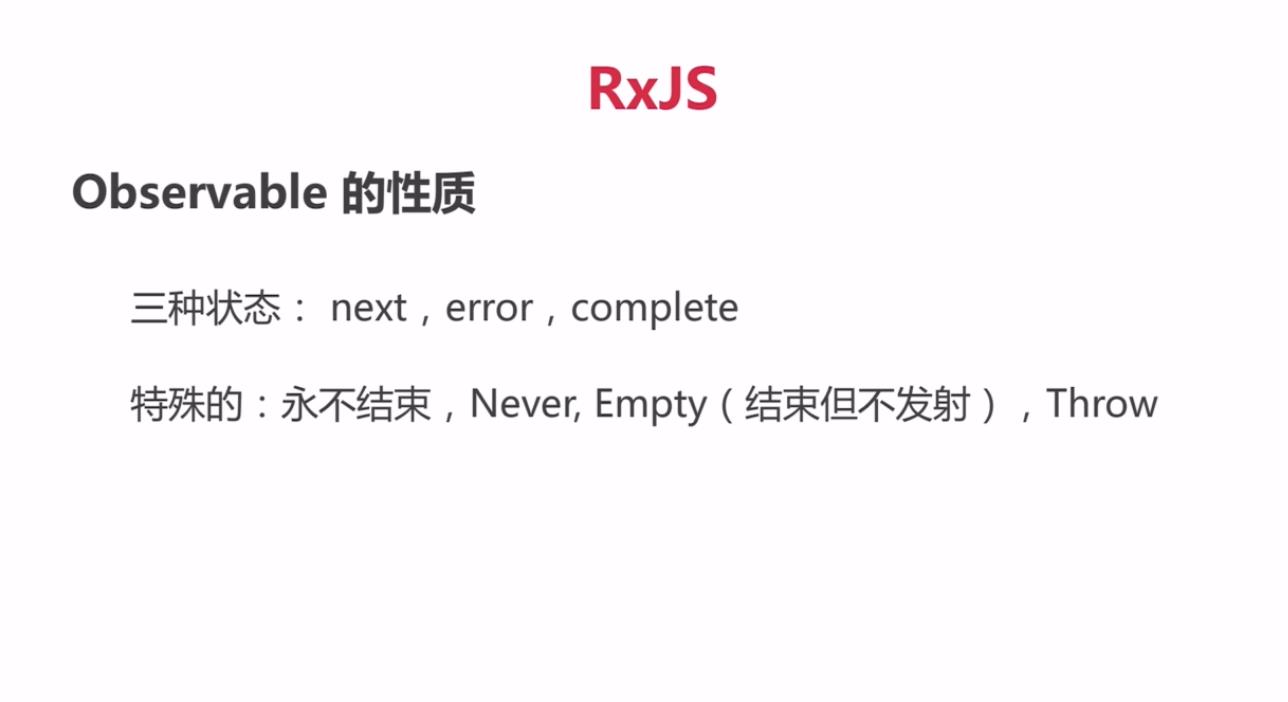 RxJS
Observable 的性质
三种状态： next，error，complete
特殊的：永不结束，Never, Empty（结束但不发射），Throw